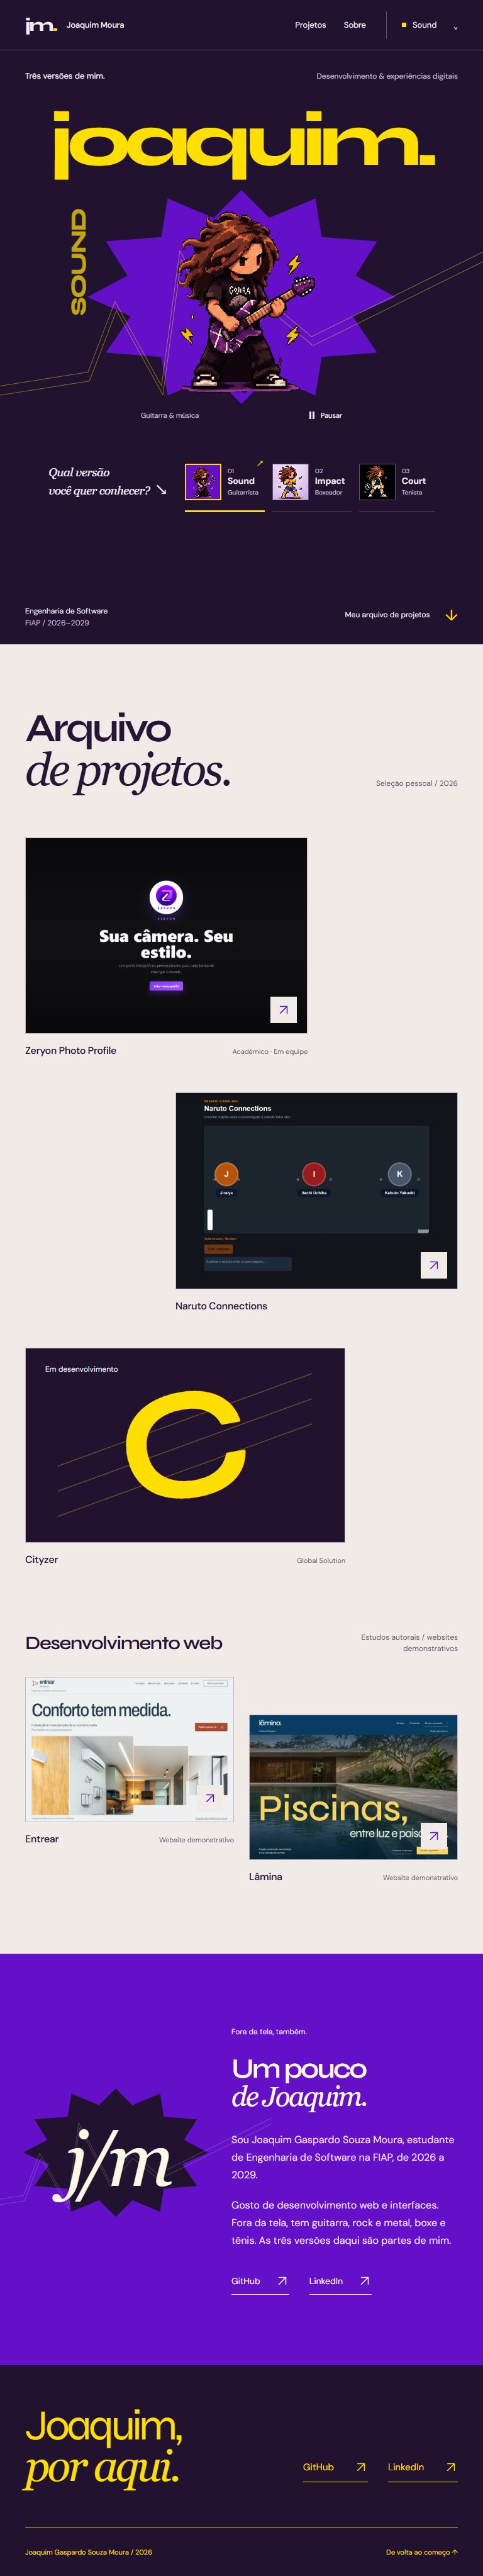 jm.
Joaquim Moura
Projetos
Sobre
Sound
Três versões de mim.
Desenvolvimento & experiências digitais
joaquim.
SOUND
GOJIRA
Guitarra & música
Pausar
Qual versão
você quer conhecer?
01
Sound
Guitarrista
02
Impact
Boxeador
03
Court
Tenista
Engenharia de Software
FIAP / 2026–2029
Meu arquivo de projetos
Arquivo
de projetos.
Seleção pessoal / 2026
ZERYON
Sua câmera. Seu
estilo.
Zeryon Photo Profile
Acadêmico · Em equipe
Naruto Connections
J
I
K
Jiraiya
Itachi Uchiha
Kabuto Yakushi
Naruto Connections
Em desenvolvimento
C
Cityzer
Global Solution
Desenvolvimento web
Estudos autorais / websites
demonstrativos
entrear
Conforto tem medida.
Entrear
Website demonstrativo
lâmina.
Piscinas,
Lâmina
Website demonstrativo
Fora da tela, também.
Um pouco
de Joaquim.
j/m
Sou Joaquim Gaspardo Souza Moura, estudante
de Engenharia de Software na FIAP, de 2026 a
2029.
Gosto de desenvolvimento web e interfaces.
Fora da tela, tem guitarra, rock e metal, boxe e
tênis. As três versões daqui são partes de mim.
GitHub
LinkedIn
Joaquim,
por aqui.
GitHub
LinkedIn
Joaquim Gaspardo Souza Moura / 2026
De volta ao começo ↑